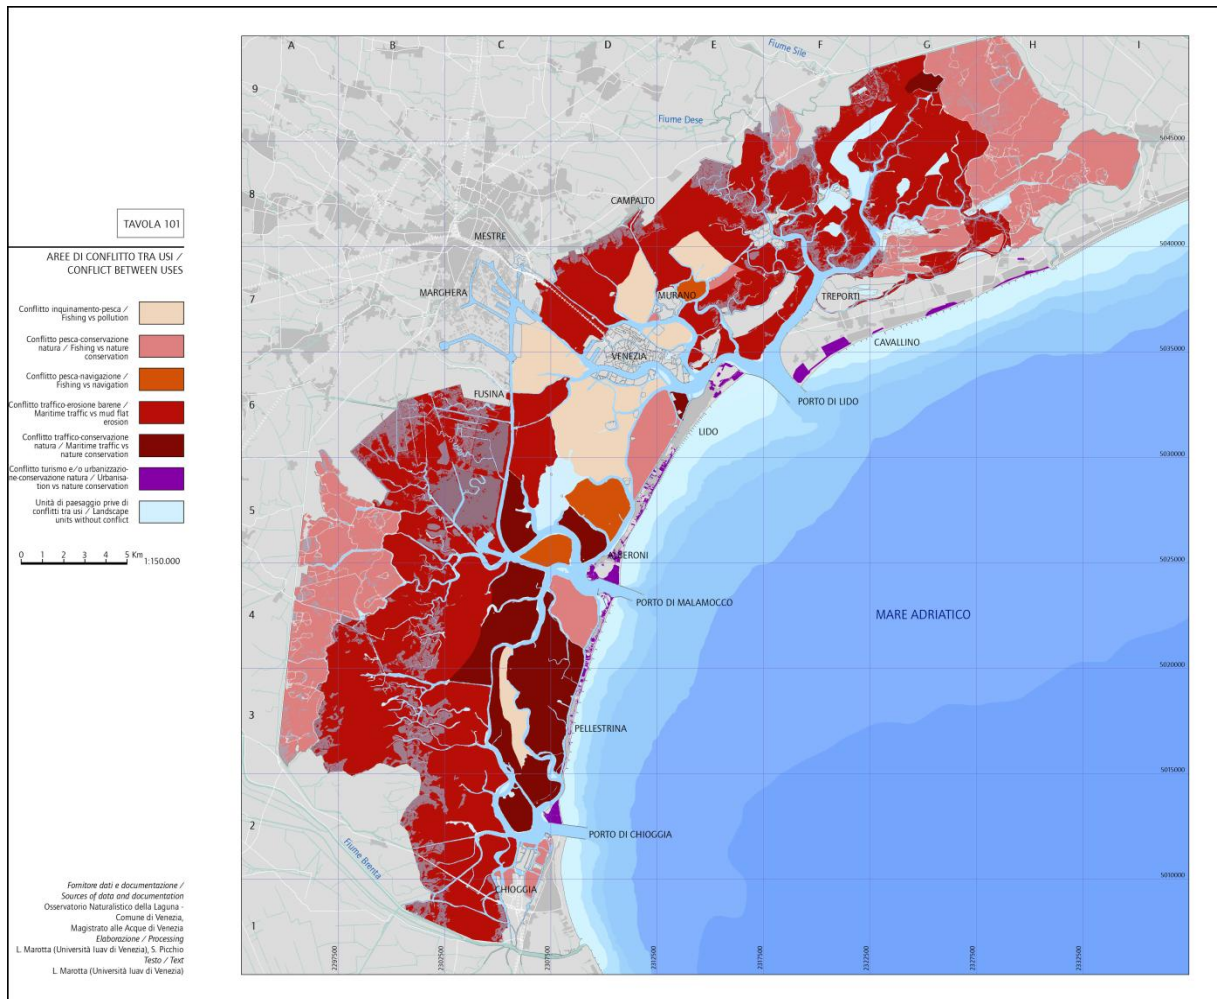 A B C D E F G H I
Fiume Sile
9
Fiume Dese
5045000
8
CAMPALTO
TAVOLA 101
MESTRE
5040000
AREE DI CONFLITTO TRA USI /
CONFLICT BETWEEN USES
MARGHERA
MURANO
TREPORTI
7
Conflitto inquinamento-pesca /
Fishing vs pollution
Conflitto pesca-conservazione
natura / Fishing vs nature
conservation
CAVALLINO
VENEZIA
5035000
Conflitto pesca-navigazione /
Fishing vs navigation
FUSINA
PORTO DI LIDO
6
Conflitto traffico-erosione barene /
Maritime traffic vs mud flat
erosion
LIDO
Conflitto traffico-conservazione
natura / Maritime traffic vs
nature conservation
5030000
Conflitto turismo e/o urbanizzazio-
ne-conservazione natura / Urbanisa-
tion vs nature conservation
Unità di paesaggio prive di
conflitti tra usi / Landscape
units without conflict
5
0 1 2 3 4 5 Km
1:150.000
ALBERONI
5025000
PORTO DI MALAMOCCO
4
MARE ADRIATICO
5020000
3
PELLESTRINA
5015000
2
PORTO DI CHIOGGIA
Fiume Brenta
5010000
CHIOGGIA
1
Fornitore dati e documentazione /
Sources of data and documentation
Osservatorio Naturalistico della Laguna -
Comune di Venezia,
Magistrato alle Acque di Venezia
Elaborazione / Processing
L. Marotta (Università Iuav di Venezia), S. Picchio
Testo / Text
L. Marotta (Università Iuav di Venezia)
2297500 2302500 2307500 2312500 2317500 2322500 2327500 2332500